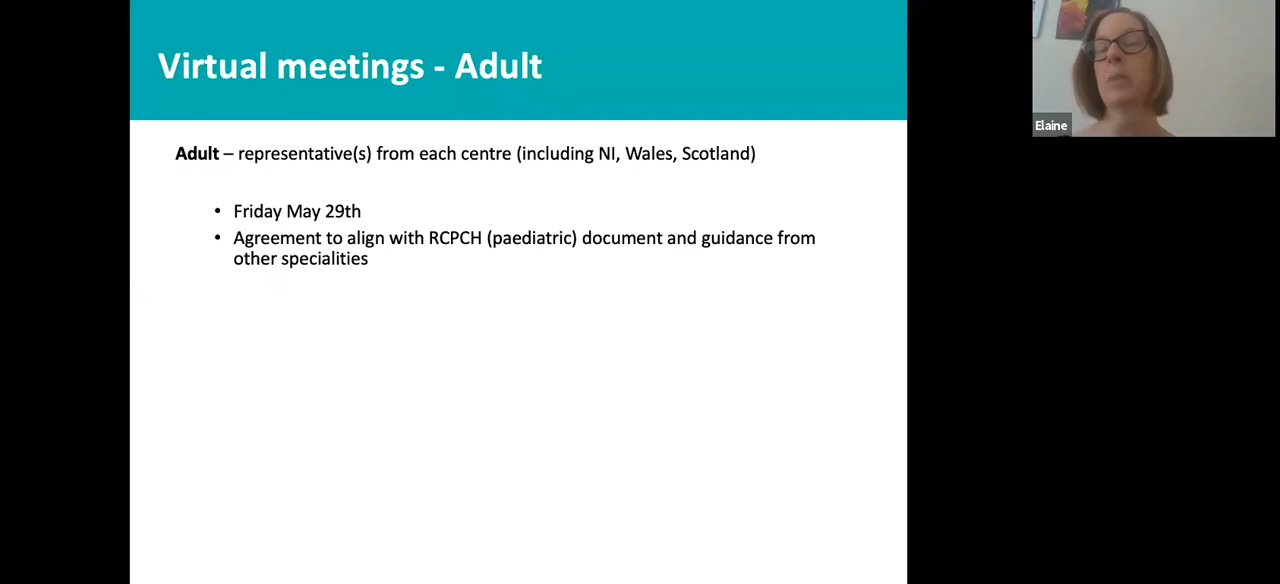 Virtual meetings - Adult
Adult – representative(s) from each centre (including NI, Wales, Scotland)
• Friday May 29th
• Agreement to align with RCPCH (paediatric) document and guidance from
other specialities
Elaine